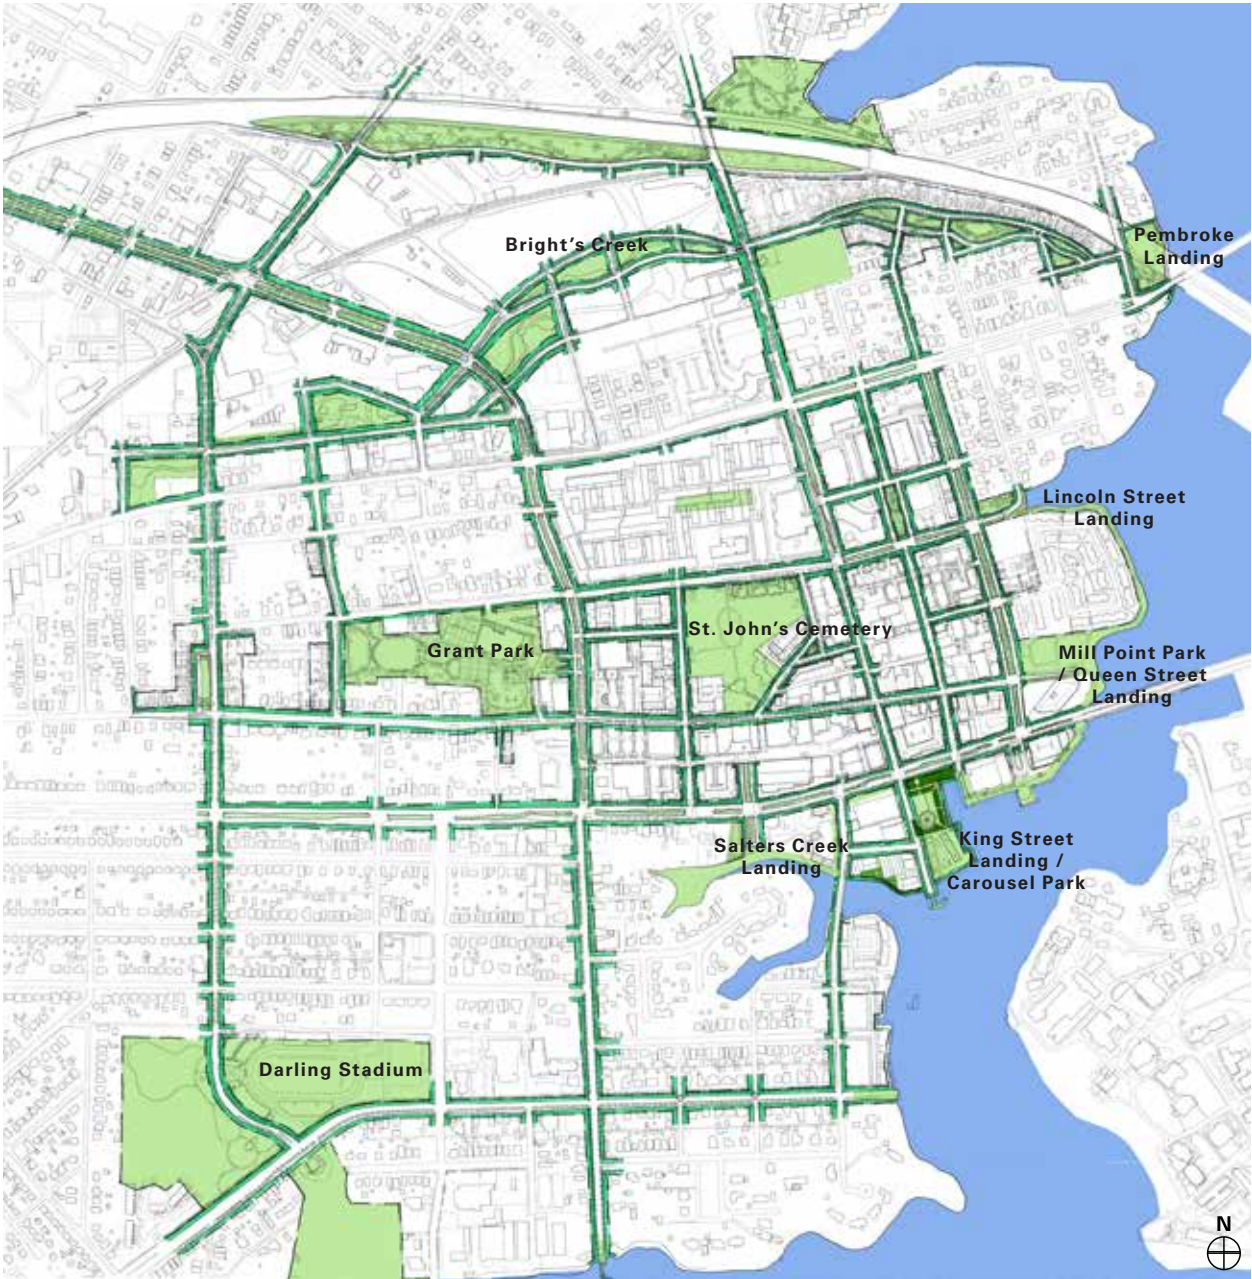 Bright's Creek
Pembroke
Landing
Lincoln Street
Landing
St. John's Cemetery
Grant Park
Mill Point Park
/ Queen Street
Landing
Salters Creek
Landing
King Street
Landing /
Carousel Park
Darling Stadium
N